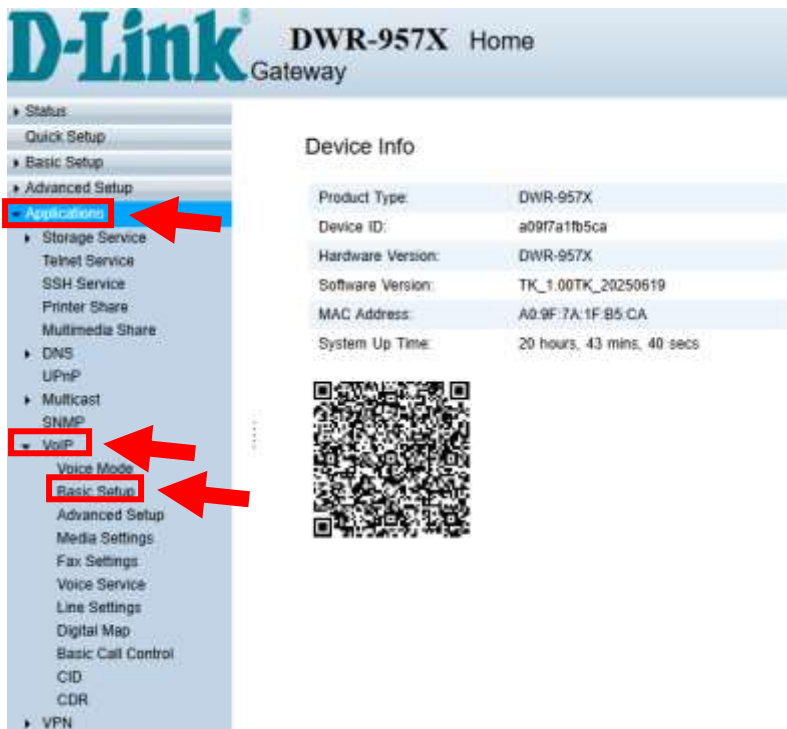 D-Link DWR-957X Home
Gateway
Status
Quick Setup
Basic Setup
Advanced Setup
Applications
Storage Service
Telnet Service
SSH Service
Printer Share
Multimedia Share
DNS
UPnP
Multicast
SNMP
VoIP
Voice Mode
Basic Setup
Advanced Setup
Media Settings
Fax Settings
Voice Service
Line Settings
Digital Map
Basic Call Control
CID
CDR
VPN
Device Info
Product Type: DWR-957X
Device ID: a09f7a1fb5ca
Hardware Version: DWR-957X
Software Version: TK_1.00TK_20250619
MAC Address: A0:9F:7A:1F:B5:CA
System Up Time: 20 hours, 43 mins, 40 secs